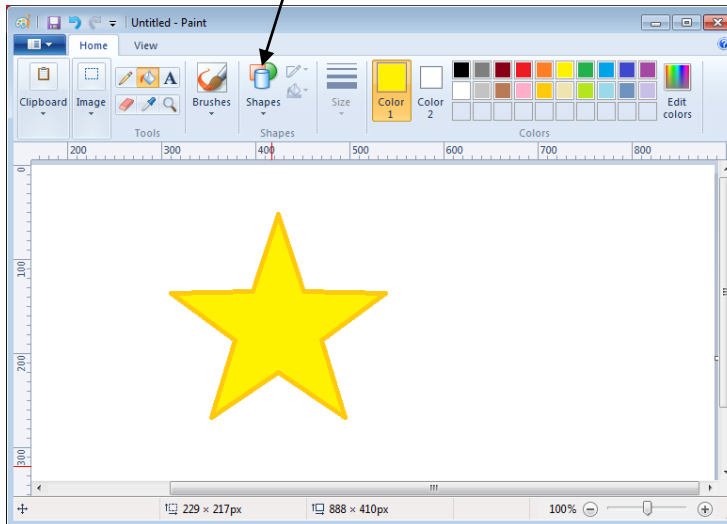 Untitled - Paint
Home View
Clipboard Image Tools Brushes Shapes Shapes Size Color 1 Color 2 Colors Edit colors
A
200 300 400 500 600 700 800
0
100
200
300
229 × 217px 888 × 410px 100%